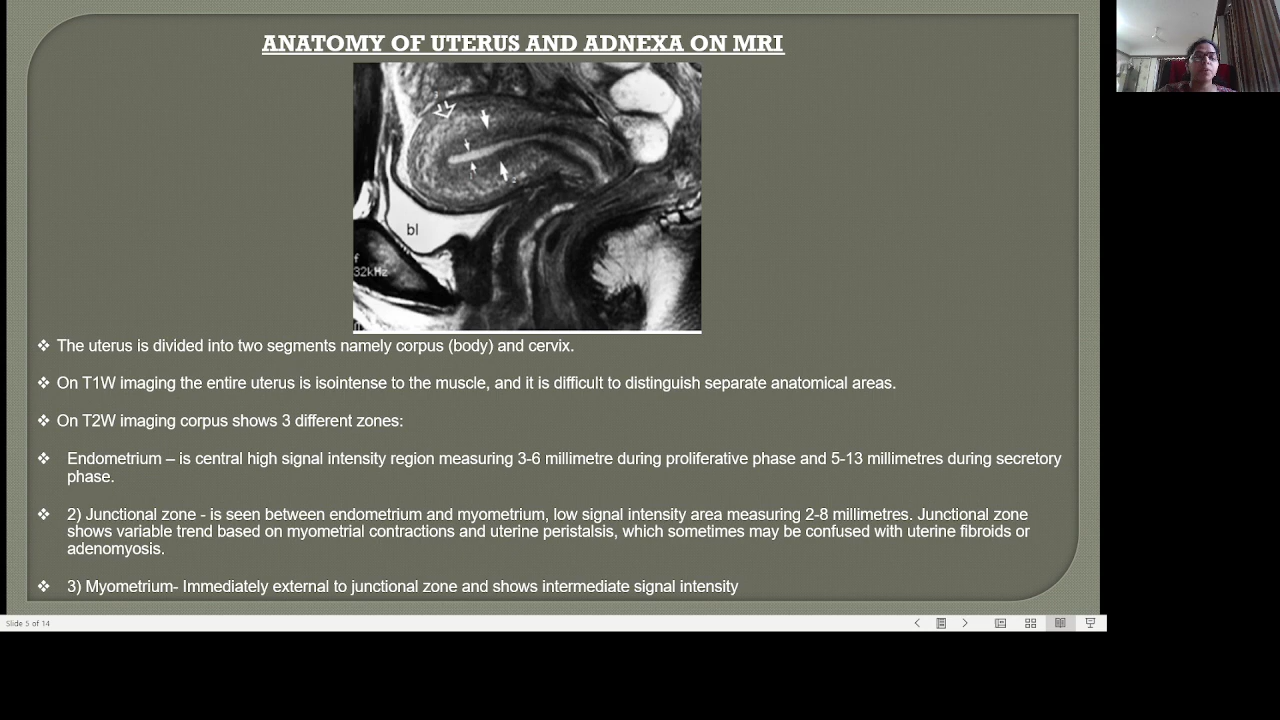 ANATOMY OF UTERUS AND ADNEXA ON MRI
bl
f
32kHz
❖ The uterus is divided into two segments namely corpus (body) and cervix.
❖ On T1W imaging the entire uterus is isointense to the muscle, and it is difficult to distinguish separate anatomical areas.
❖ On T2W imaging corpus shows 3 different zones:
❖ Endometrium – is central high signal intensity region measuring 3-6 millimetre during proliferative phase and 5-13 millimetres during secretory
phase.
❖ 2) Junctional zone - is seen between endometrium and myometrium, low signal intensity area measuring 2-8 millimetres. Junctional zone
shows variable trend based on myometrial contractions and uterine peristalsis, which sometimes may be confused with uterine fibroids or
adenomyosis.
❖ 3) Myometrium- Immediately external to junctional zone and shows intermediate signal intensity
Slide 5 of 14